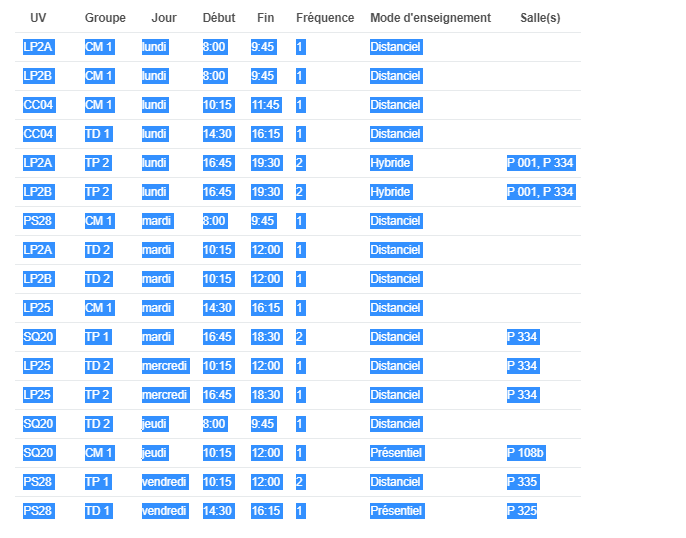 UV Groupe Jour Début Fin Fréquence Mode d'enseignement Salle(s)
LP2A CM 1 lundi 8:00 9:45 1 Distanciel
LP2B CM 1 lundi 8:00 9:45 1 Distanciel
CC04 CM 1 lundi 10:15 11:45 1 Distanciel
CC04 TD 1 lundi 14:30 16:15 1 Distanciel
LP2A TP 2 lundi 16:45 19:30 2 Hybride P 001, P 334
LP2B TP 2 lundi 16:45 19:30 2 Hybride P 001, P 334
PS28 CM 1 mardi 8:00 9:45 1 Distanciel
LP2A TD 2 mardi 10:15 12:00 1 Distanciel
LP2B TD 2 mardi 10:15 12:00 1 Distanciel
LP25 CM 1 mardi 14:30 16:15 1 Distanciel
SQ20 TP 1 mardi 16:45 18:30 2 Distanciel P 334
LP25 TD 2 mercredi 10:15 12:00 1 Distanciel P 334
LP25 TP 2 mercredi 16:45 18:30 1 Distanciel P 334
SQ20 TD 2 jeudi 8:00 9:45 1 Distanciel
SQ20 CM 1 jeudi 10:15 12:00 1 Présentiel P 108b
PS28 TP 1 vendredi 10:15 12:00 2 Distanciel P 335
PS28 TD 1 vendredi 14:30 16:15 1 Présentiel P 325